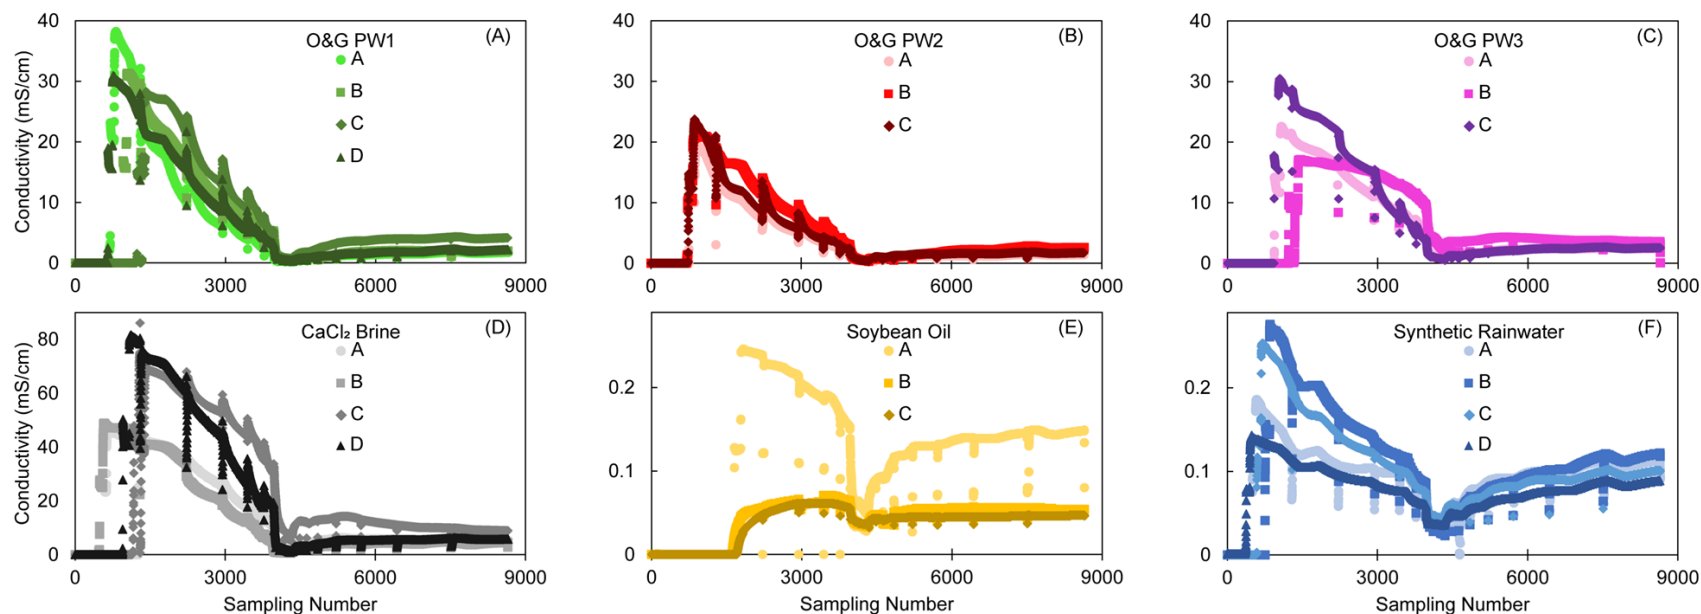 Conductivity (mS/cm)
40
30
20
10
0
0
3000
6000
9000
O&G PW1
(A)
A
B
C
D
40
30
20
10
0
0
3000
6000
9000
O&G PW2
(B)
A
B
C
40
30
20
10
0
0
3000
6000
9000
O&G PW3
(C)
A
B
C
Conductivity (mS/cm)
80
60
40
20
0
0
3000
6000
9000
Sampling Number
CaCl₂ Brine
(D)
A
B
C
D
0.2
0.1
0
0
3000
6000
9000
Sampling Number
Soybean Oil
(E)
A
B
C
0.2
0.1
0
0
3000
6000
9000
Sampling Number
Synthetic Rainwater
(F)
A
B
C
D